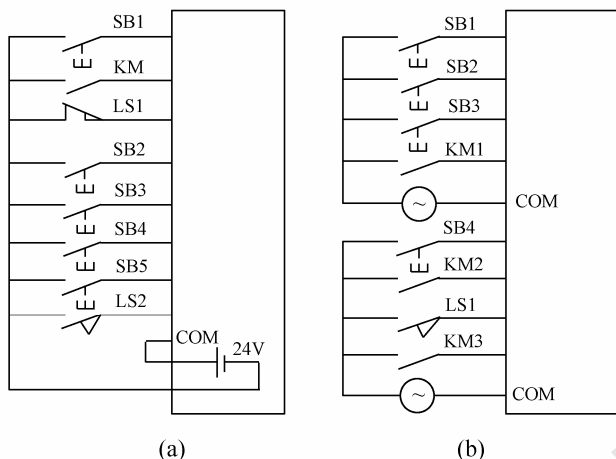 SB1
KM
LS1
SB2
SB3
SB4
SB5
LS2
COM
24V
(a)
SB1
SB2
SB3
KM1
~
COM
SB4
KM2
LS1
KM3
~
COM
(b)